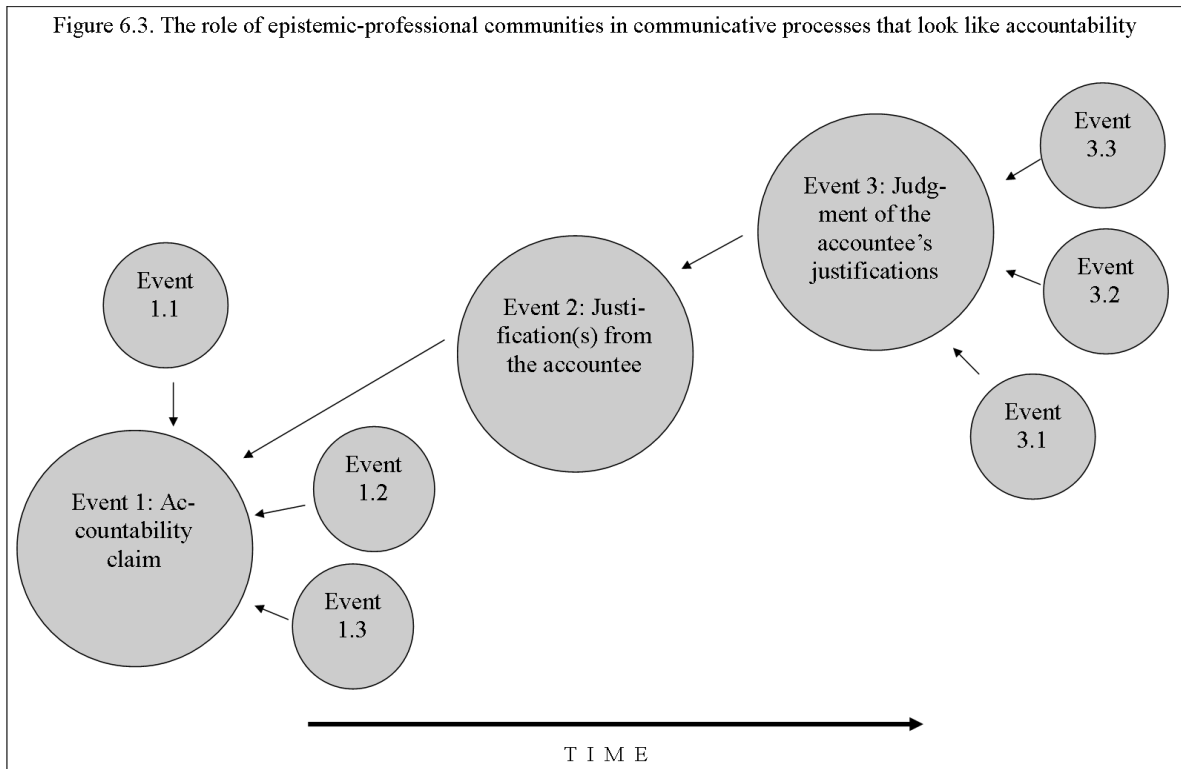 Figure 6.3. The role of epistemic-professional communities in communicative processes that look like accountability
Event
1.1
Event 1: Ac-
countability
claim
Event
1.2
Event
1.3
Event 2: Justi-
fication(s) from
the accountee
Event 3: Judg-
ment of the
accountee’s
justifications
Event
3.3
Event
3.2
Event
3.1
T I M E